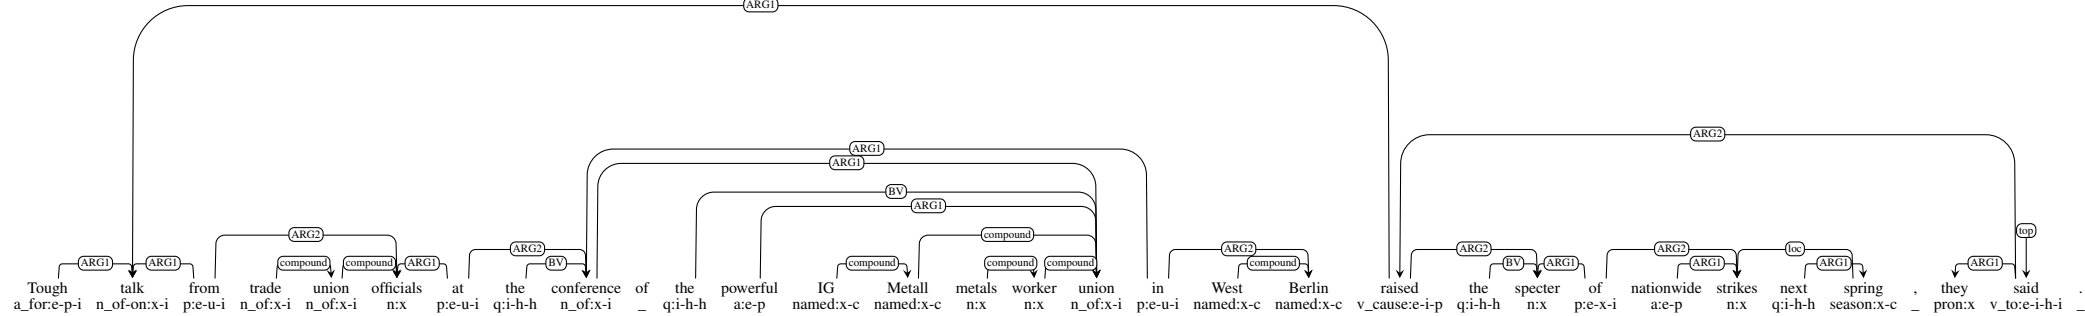 ARG1
ARG2
ARG1
ARG1
BV
ARG1
top
ARG2 compound
ARG2 ARG2 ARG2 ARG2 loc
ARG1 ARG1 compound compound ARG1 BV compound compound compound compound BV ARG1 ARG1 ARG1 ARG1
Tough talk from trade union officials at the conference of the powerful IG Metall metals worker union in West Berlin raised the specter of nationwide strikes next spring , they said .
a_for:e-p-i n_of-on:x-i p:e-u-i n_of:x-i n_of:x-i n:x p:e-u-i q:i-h-h n_of:x-i _ q:i-h-h a:e-p named:x-c named:x-c n:x n:x n_of:x-i p:e-u-i named:x-c named:x-c v_cause:e-i-p q:i-h-h n:x p:e-x-i a:e-p n:x q:i-h-h season:x-c _ pron:x v_to:e-i-h-i _